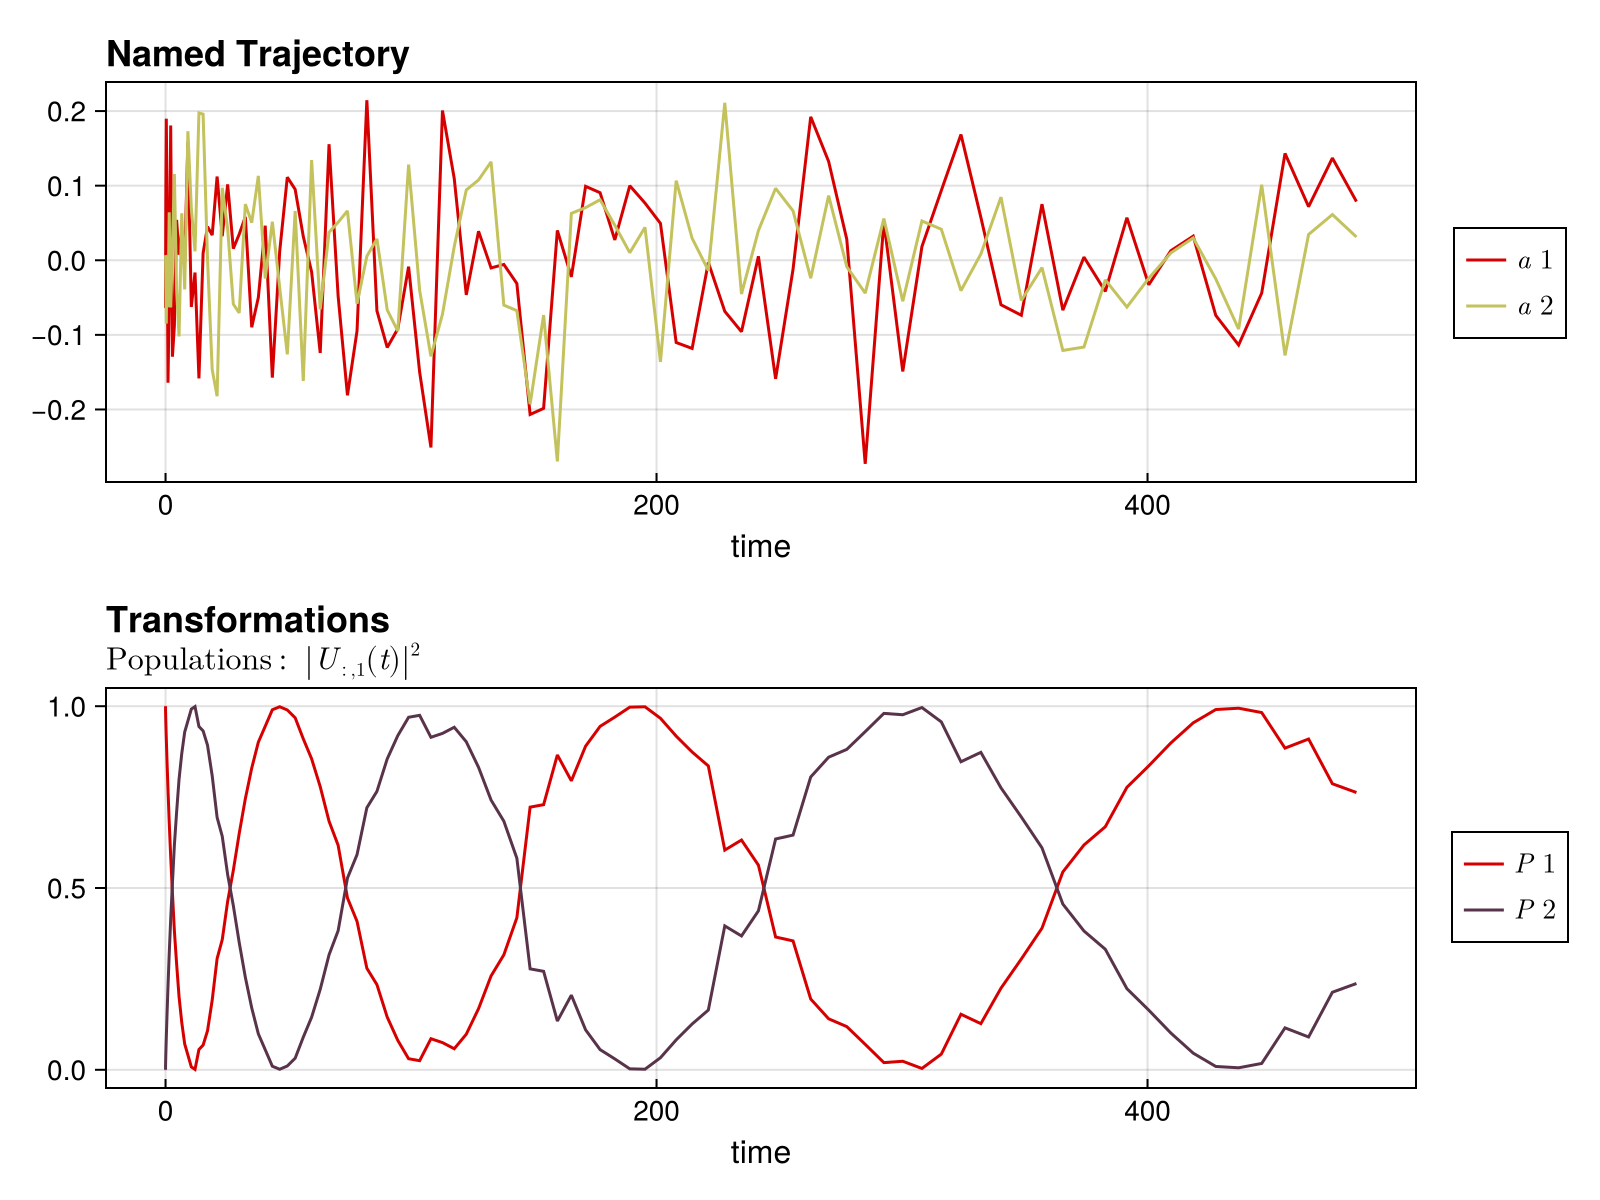 Named Trajectory
0.2
0.1
0.0
−0.1
−0.2
0 200 400
time
a 1
a 2
Transformations
Populations: |U:,1(t)|²
1.0
0.5
0.0
0 200 400
time
P 1
P 2